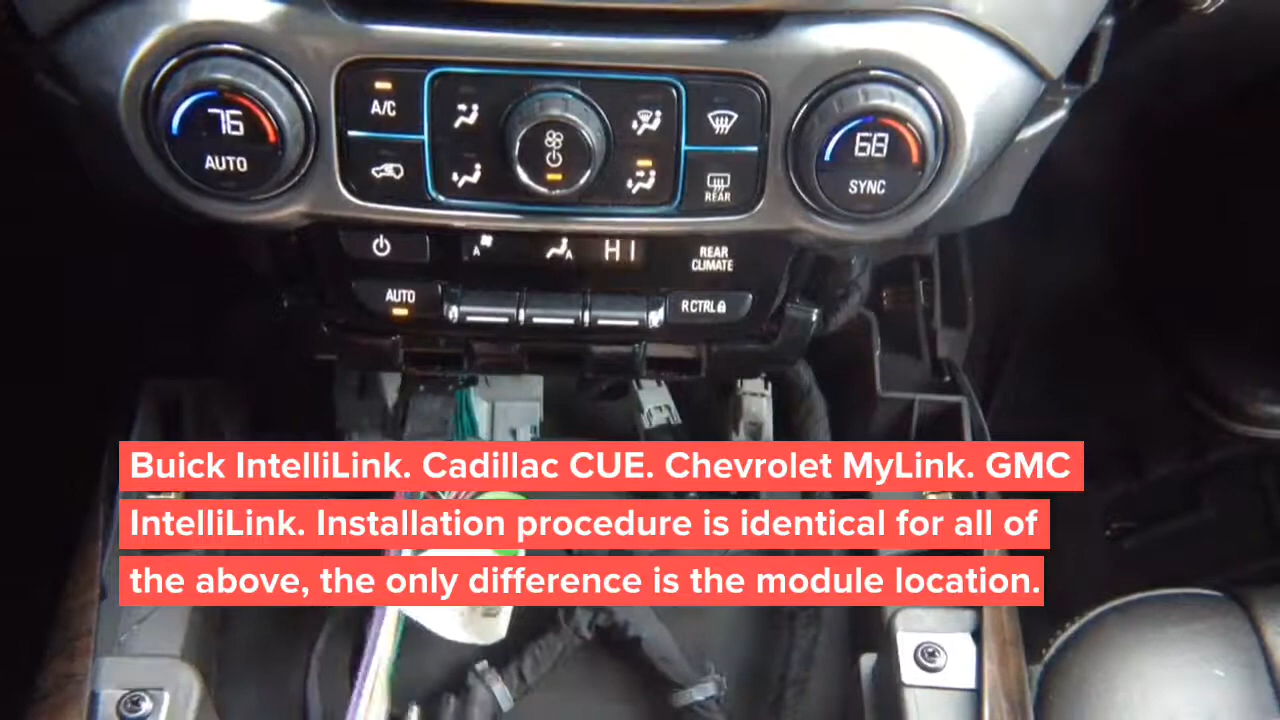 76
AUTO
A/C
REAR
68
SYNC
A
A
HI
REAR
CLIMATE
AUTO
R CTRL
Buick IntelliLink. Cadillac CUE. Chevrolet MyLink. GMC
IntelliLink. Installation procedure is identical for all of
the above, the only difference is the module location.